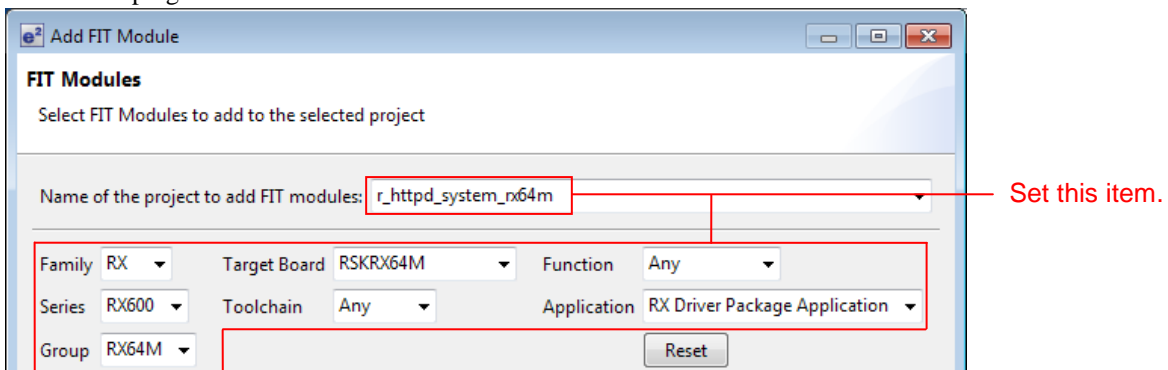 e² Add FIT Module
FIT Modules
Select FIT Modules to add to the selected project
Name of the project to add FIT modules: r_httpd_system_rx64m
Set this item.
Family RX Target Board RSKRX64M Function Any
Series RX600 Toolchain Any Application RX Driver Package Application
Group RX64M Reset